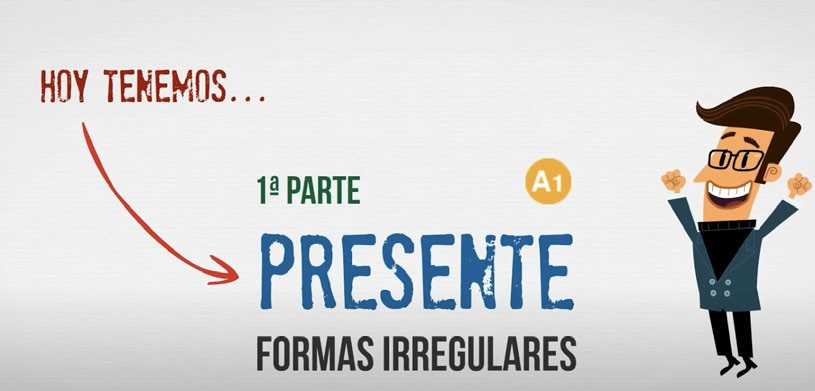 HOY TENEMOS...
1ª PARTE
A1
PRESENTE
FORMAS IRREGULARES